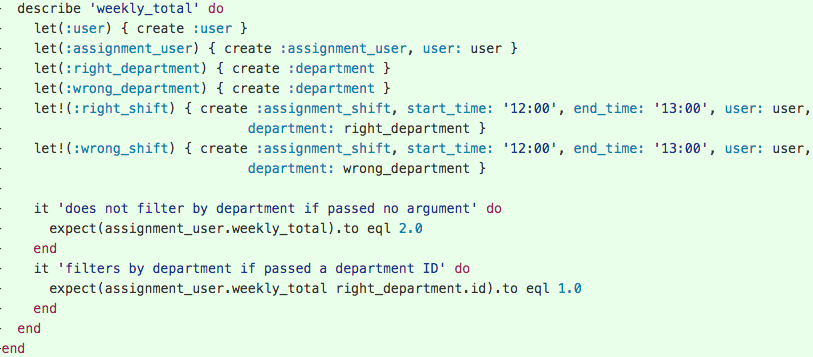 describe 'weekly_total' do
let(:user) { create :user }
let(:assignment_user) { create :assignment_user, user: user }
let(:right_department) { create :department }
let(:wrong_department) { create :department }
let!(:right_shift) { create :assignment_shift, start_time: '12:00', end_time: '13:00', user: user,
department: right_department }
let!(:wrong_shift) { create :assignment_shift, start_time: '12:00', end_time: '13:00', user: user,
department: wrong_department }
it 'does not filter by department if passed no argument' do
expect(assignment_user.weekly_total).to eql 2.0
end
it 'filters by department if passed a department ID' do
expect(assignment_user.weekly_total right_department.id).to eql 1.0
end
end
end